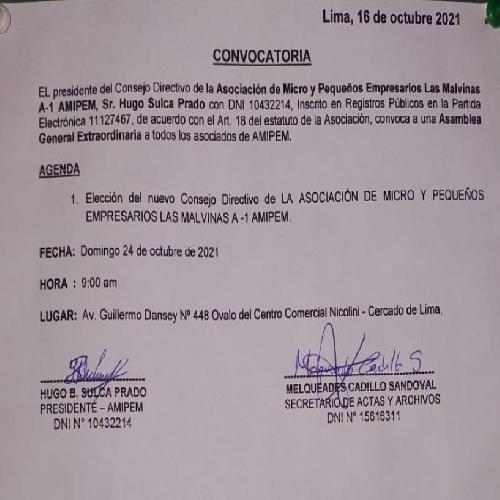 Lima, 16 de octubre 2021
CONVOCATORIA
EL presidente del Consejo Directivo de la Asociación de Micro y Pequeños Empresarios Las Malvinas
A-1 AMIPEM, Sr. Hugo Sulca Prado con DNI 10432214, Inscrito en Registros Públicos en la Partida
Electrónica 11127467, de acuerdo con el Art. 18 del estatuto de la Asociación, convoca a una Asamblea
General Extraordinaria a todos los asociados de AMIPEM.
AGENDA
1. Elección del nuevo Consejo Directivo de LA ASOCIACIÓN DE MICRO Y PEQUEÑOS
EMPRESARIOS LAS MALVINAS A -1 AMIPEM.
FECHA: Domingo 24 de octubre de 2021
HORA : 9:00 am
LUGAR: Av. Guillermo Dansey Nº 448 Ovalo del Centro Comercial Nicolini - Cercado de Lima.
HUGO B. SULCA PRADO
PRESIDENTE – AMIPEM
DNI N° 10432214
Cadillo S
MELQUEADES CADILLO SANDOVAL
SECRETARIO DE ACTAS Y ARCHIVOS
DNI N° 15616311